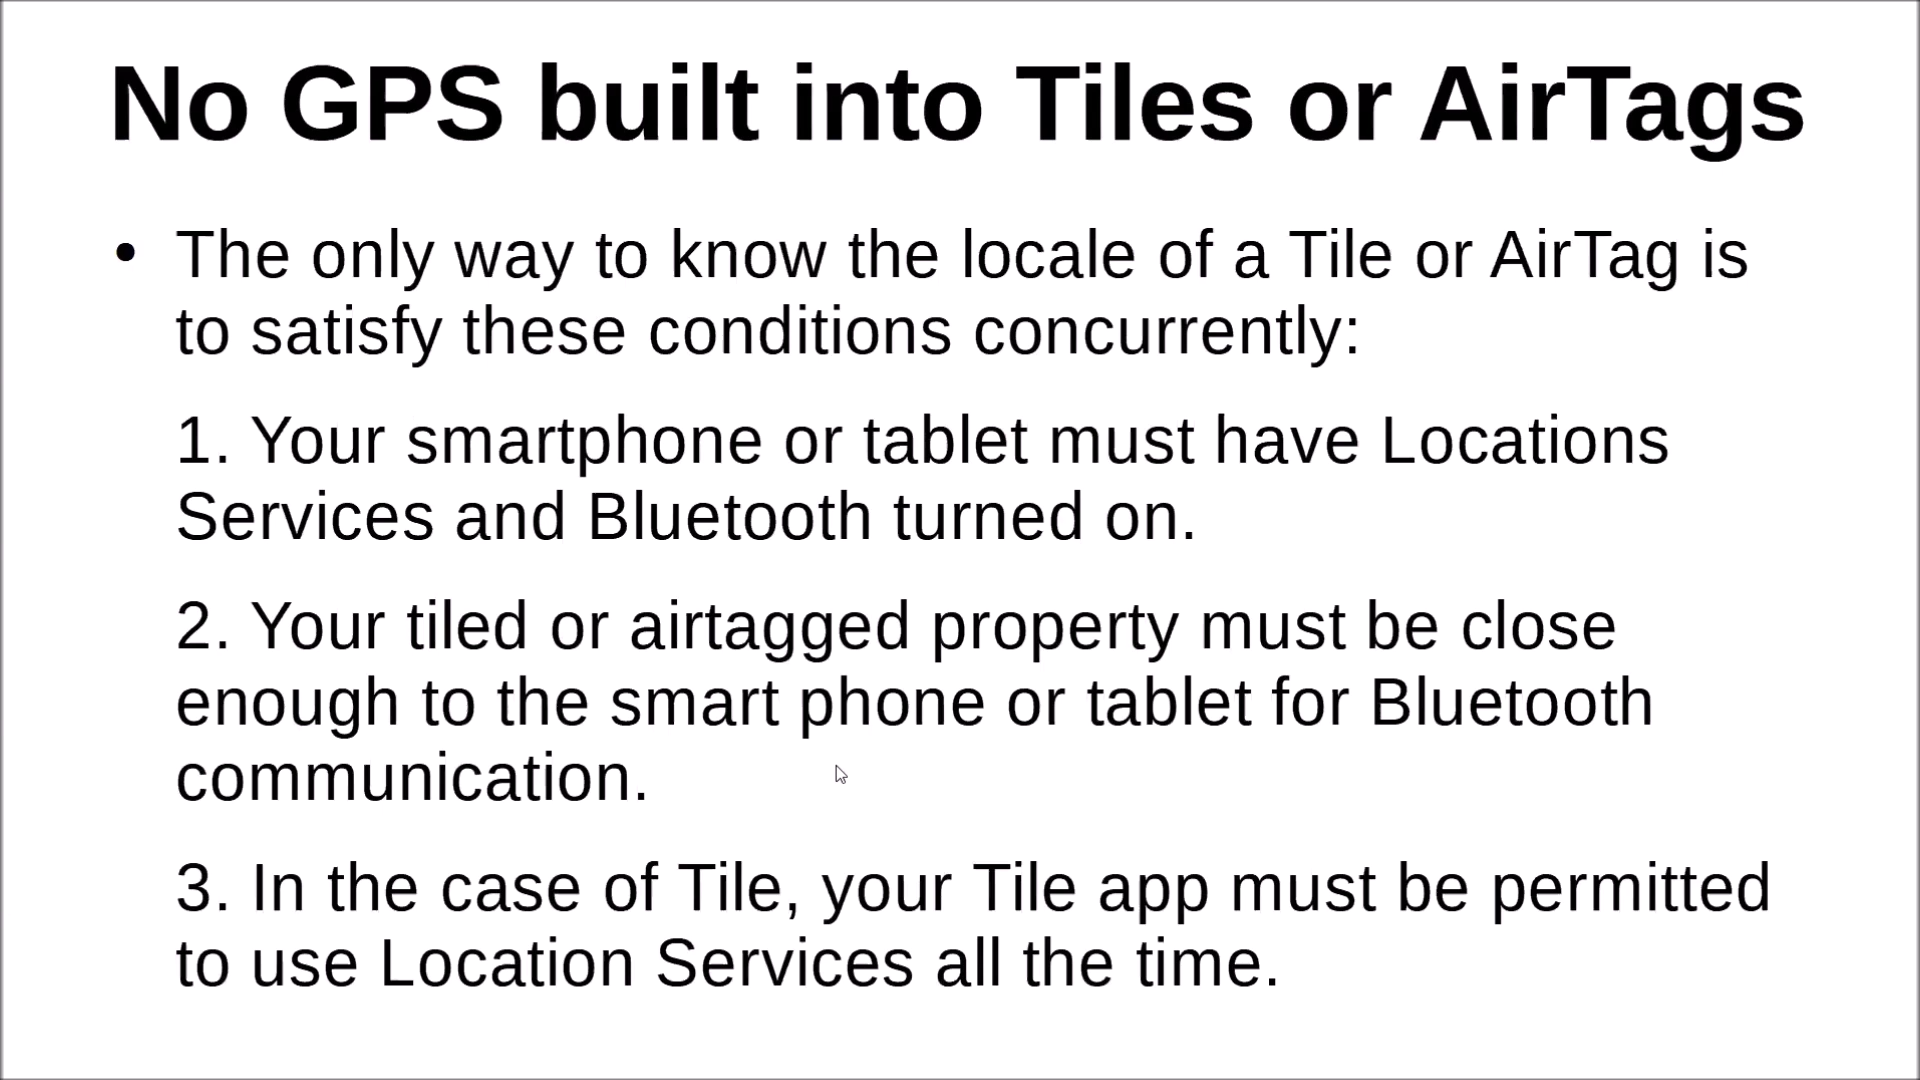 No GPS built into Tiles or AirTags
• The only way to know the locale of a Tile or AirTag is
to satisfy these conditions concurrently:
1. Your smartphone or tablet must have Locations
Services and Bluetooth turned on.
2. Your tiled or airtagged property must be close
enough to the smart phone or tablet for Bluetooth
communication.
3. In the case of Tile, your Tile app must be permitted
to use Location Services all the time.